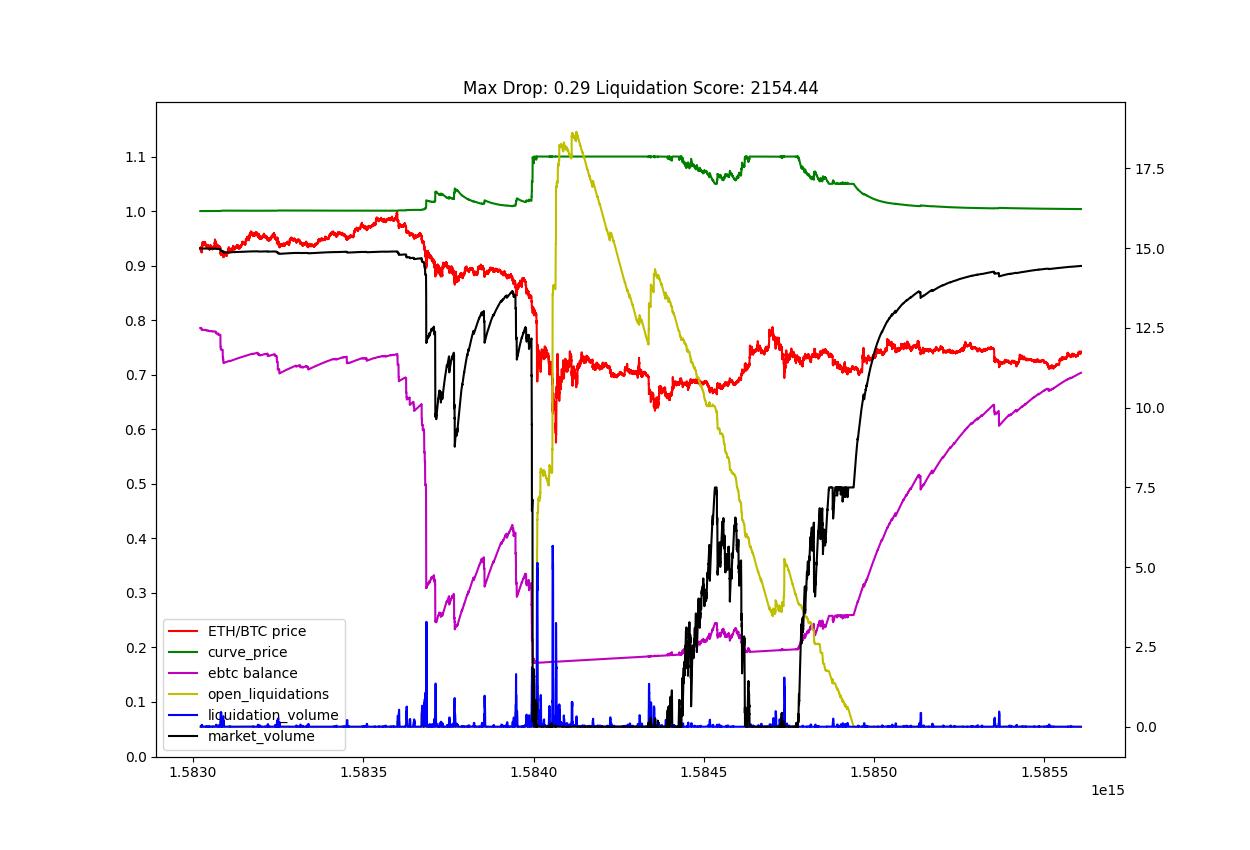 Max Drop: 0.29 Liquidation Score: 2154.44
1.1
1.0
0.9
0.8
0.7
0.6
0.5
0.4
0.3
0.2
0.1
0.0
17.5
15.0
12.5
10.0
7.5
5.0
2.5
0.0
ETH/BTC price
curve_price
ebtc balance
open_liquidations
liquidation_volume
market_volume
1.5830 1.5835 1.5840 1.5845 1.5850 1.5855
1e15